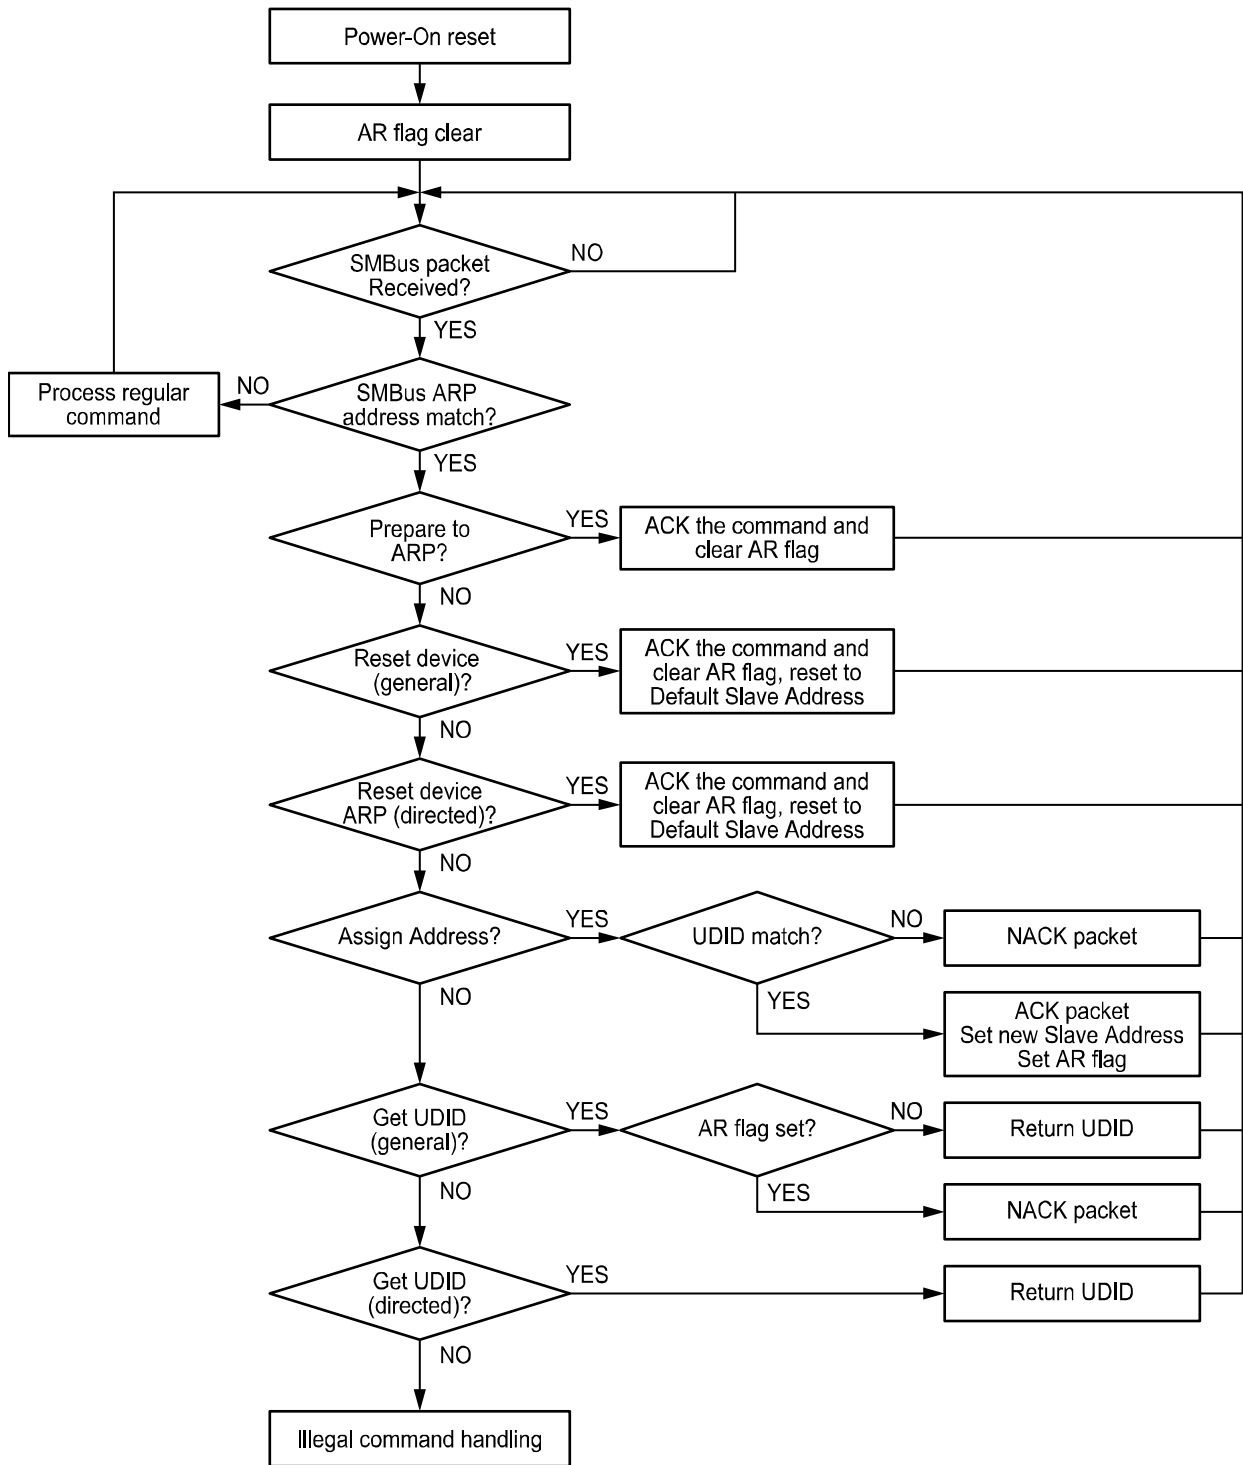 Power-On reset
AR flag clear
SMBus packet
Received?
NO
YES
Process regular
command
NO
SMBus ARP
address match?
YES
Prepare to
ARP?
YES
ACK the command and
clear AR flag
NO
Reset device
(general)?
YES
ACK the command and
clear AR flag, reset to
Default Slave Address
NO
Reset device
ARP (directed)?
YES
ACK the command and
clear AR flag, reset to
Default Slave Address
NO
Assign Address?
YES
UDID match?
NO
NACK packet
NO
YES
ACK packet
Set new Slave Address
Set AR flag
Get UDID
(general)?
YES
AR flag set?
NO
Return UDID
NO
YES
NACK packet
Get UDID
(directed)?
YES
Return UDID
NO
Illegal command handling